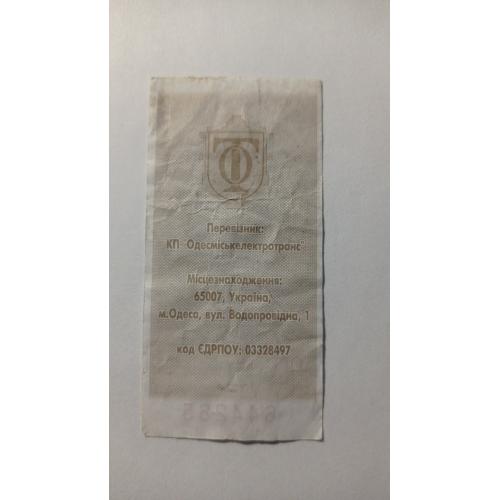 Перевізник:
КП "Одесміськелектротранс"
Місцезнаходження:
65007, Україна,
м.Одеса, вул. Водопровідна, 1
код ЄДРПОУ: 03328497